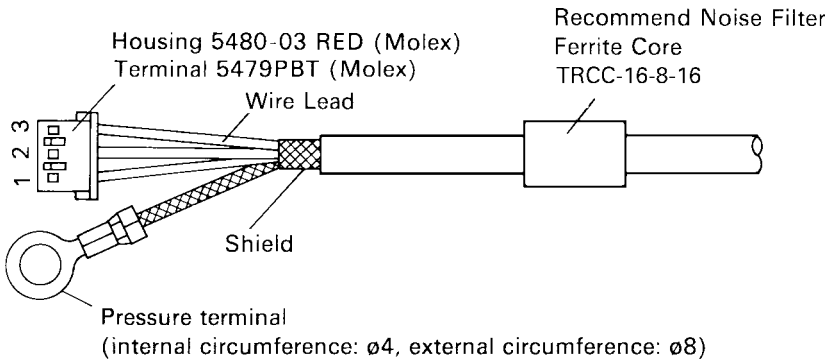 Recommend Noise Filter
Ferrite Core
TRCC-16-8-16
Housing 5480-03 RED (Molex)
Terminal 5479PBT (Molex)
Wire Lead
3
2
1
Shield
Pressure terminal
(internal circumference: ø4, external circumference: ø8)